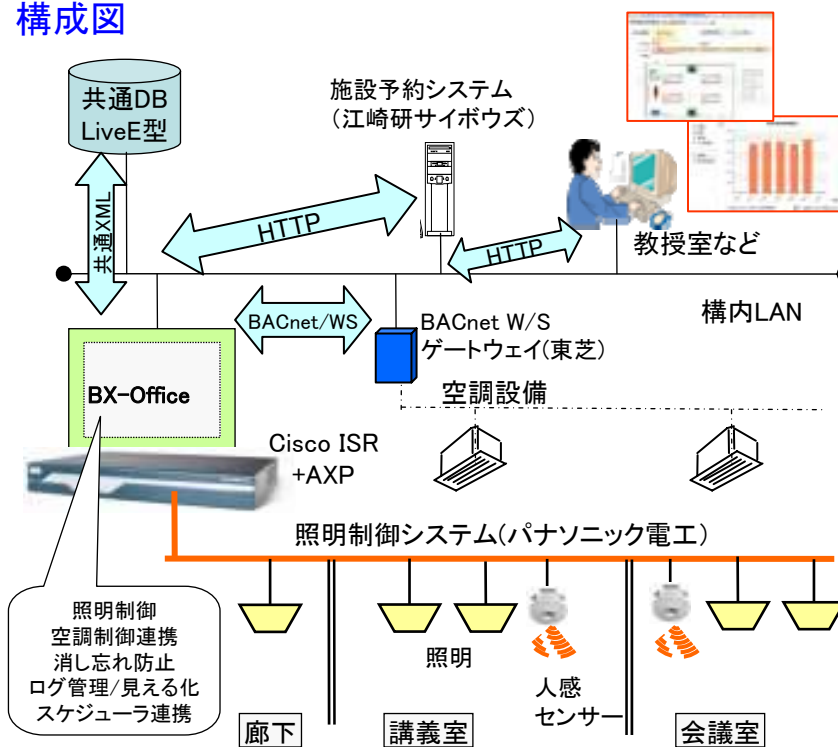 構成図
共通DB
LiveE型
施設予約システム
（江崎研サイボウズ）
共通XML
HTTP
HTTP
教授室など
構内LAN
BACnet/WS
BACnet W/S
ゲートウェイ(東芝）
BX-Office
空調設備
Cisco ISR
+AXP
照明制御システム(パナソニック電工）
照明制御
空調制御連携
消し忘れ防止
ログ管理/見える化
スケジューラ連携
照明
人感
センサー
廊下
講義室
会議室